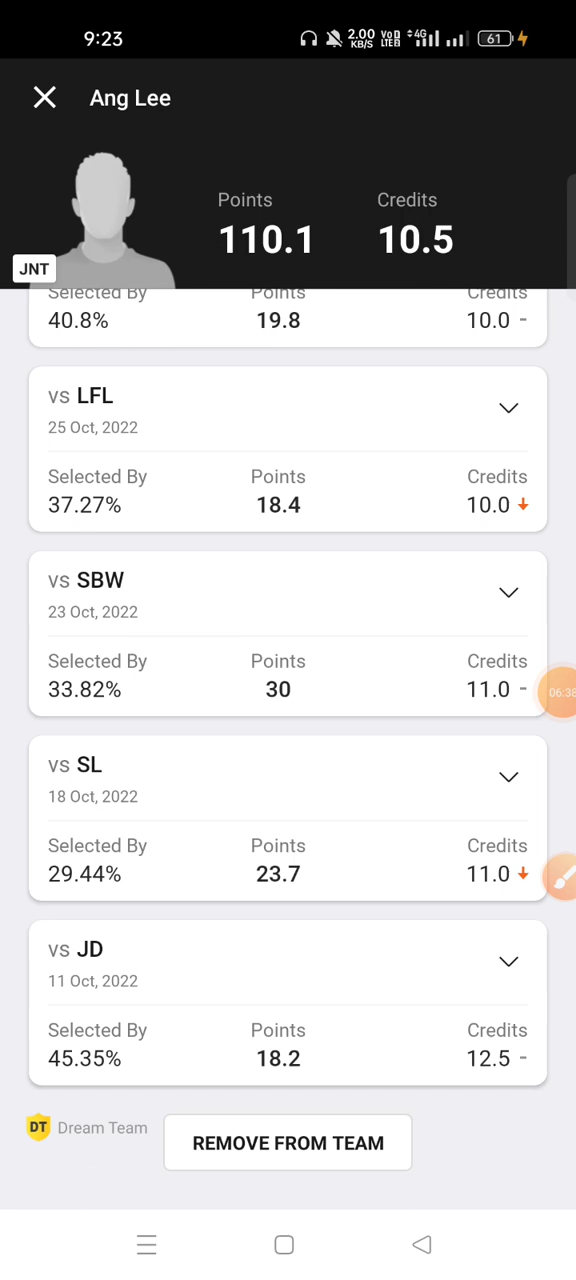 9:23
2.00 KB/S
4G
61
Ang Lee
Points
Credits
110.1
10.5
JNT
Selected By Points Credits
40.8% 19.8 10.0 -
vs LFL
25 Oct, 2022
Selected By Points Credits
37.27% 18.4 10.0
vs SBW
23 Oct, 2022
Selected By Points Credits
33.82% 30 11.0 -
06:38
vs SL
18 Oct, 2022
Selected By Points Credits
29.44% 23.7 11.0
vs JD
11 Oct, 2022
Selected By Points Credits
45.35% 18.2 12.5 -
DT Dream Team
REMOVE FROM TEAM